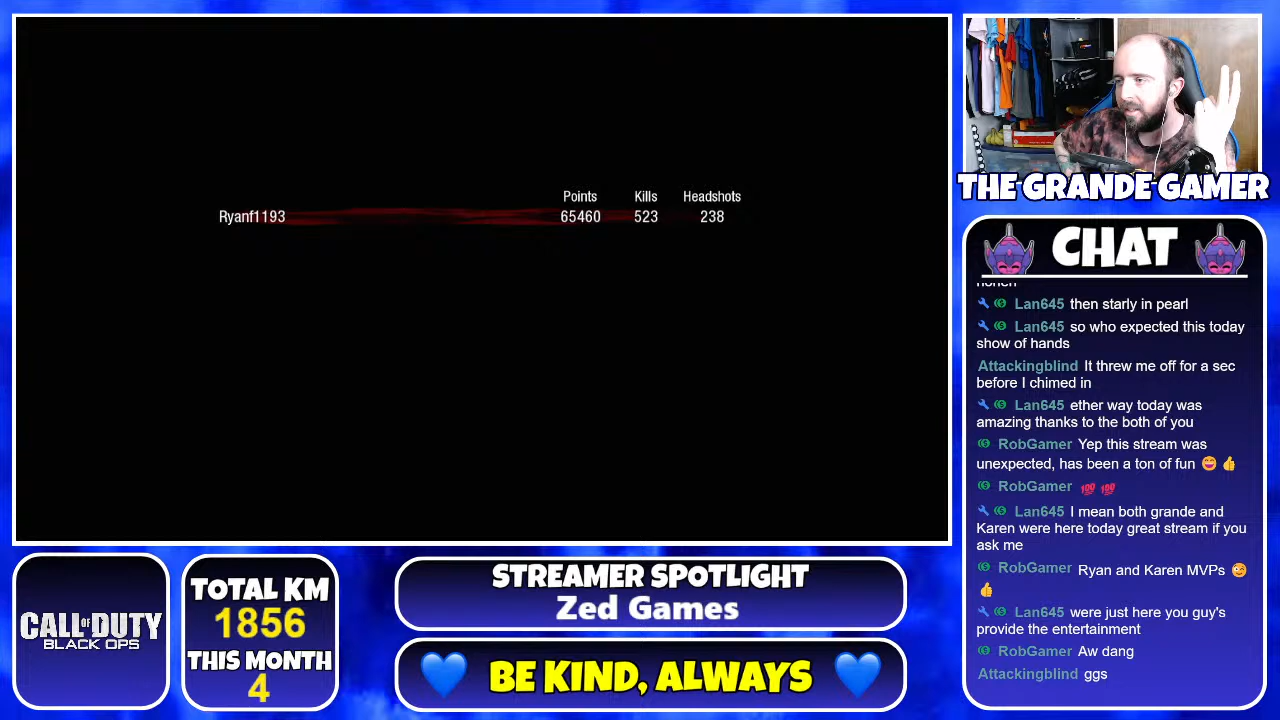 Points Kills Headshots
Ryanf1193 65460 523 238
THE GRANDE GAMER
CHAT
Lan645 then starly in pearl
Lan645 so who expected this today
show of hands
Attackingblind It threw me off for a sec
before I chimed in
Lan645 ether way today was
amazing thanks to the both of you
RobGamer Yep this stream was
unexpected, has been a ton of fun 😄 👍
RobGamer 💯 💯
Lan645 I mean both grande and
Karen were here today great stream if you
ask me
RobGamer Ryan and Karen MVPs 😉
👍
Lan645 were just here you guy's
provide the entertainment
RobGamer Aw dang
Attackingblind ggs
CALL OF DUTY
BLACK OPS
TOTAL KM
1856
THIS MONTH
4
STREAMER SPOTLIGHT
Zed Games
💙 BE KIND, ALWAYS 💙